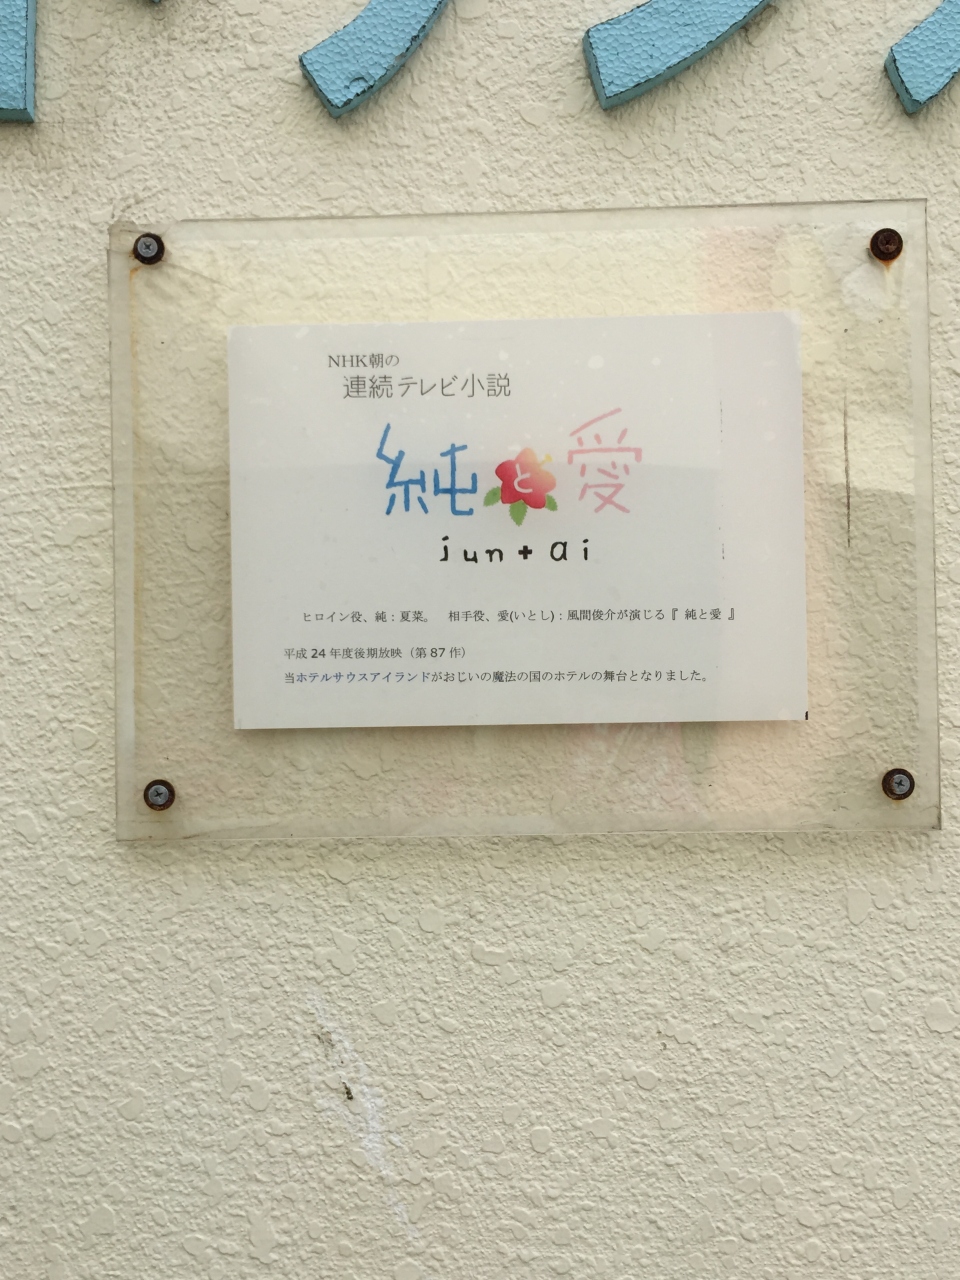 NHK朝の
連続テレビ小説
純と愛
jun+ai
ヒロイン役、純：夏菜。　相手役、愛(いとし)：風間俊介が演じる『 純と愛 』
平成 24 年度後期放映（第 87 作）
当ホテルサウスアイランドがおじいの魔法の国のホテルの舞台となりました。